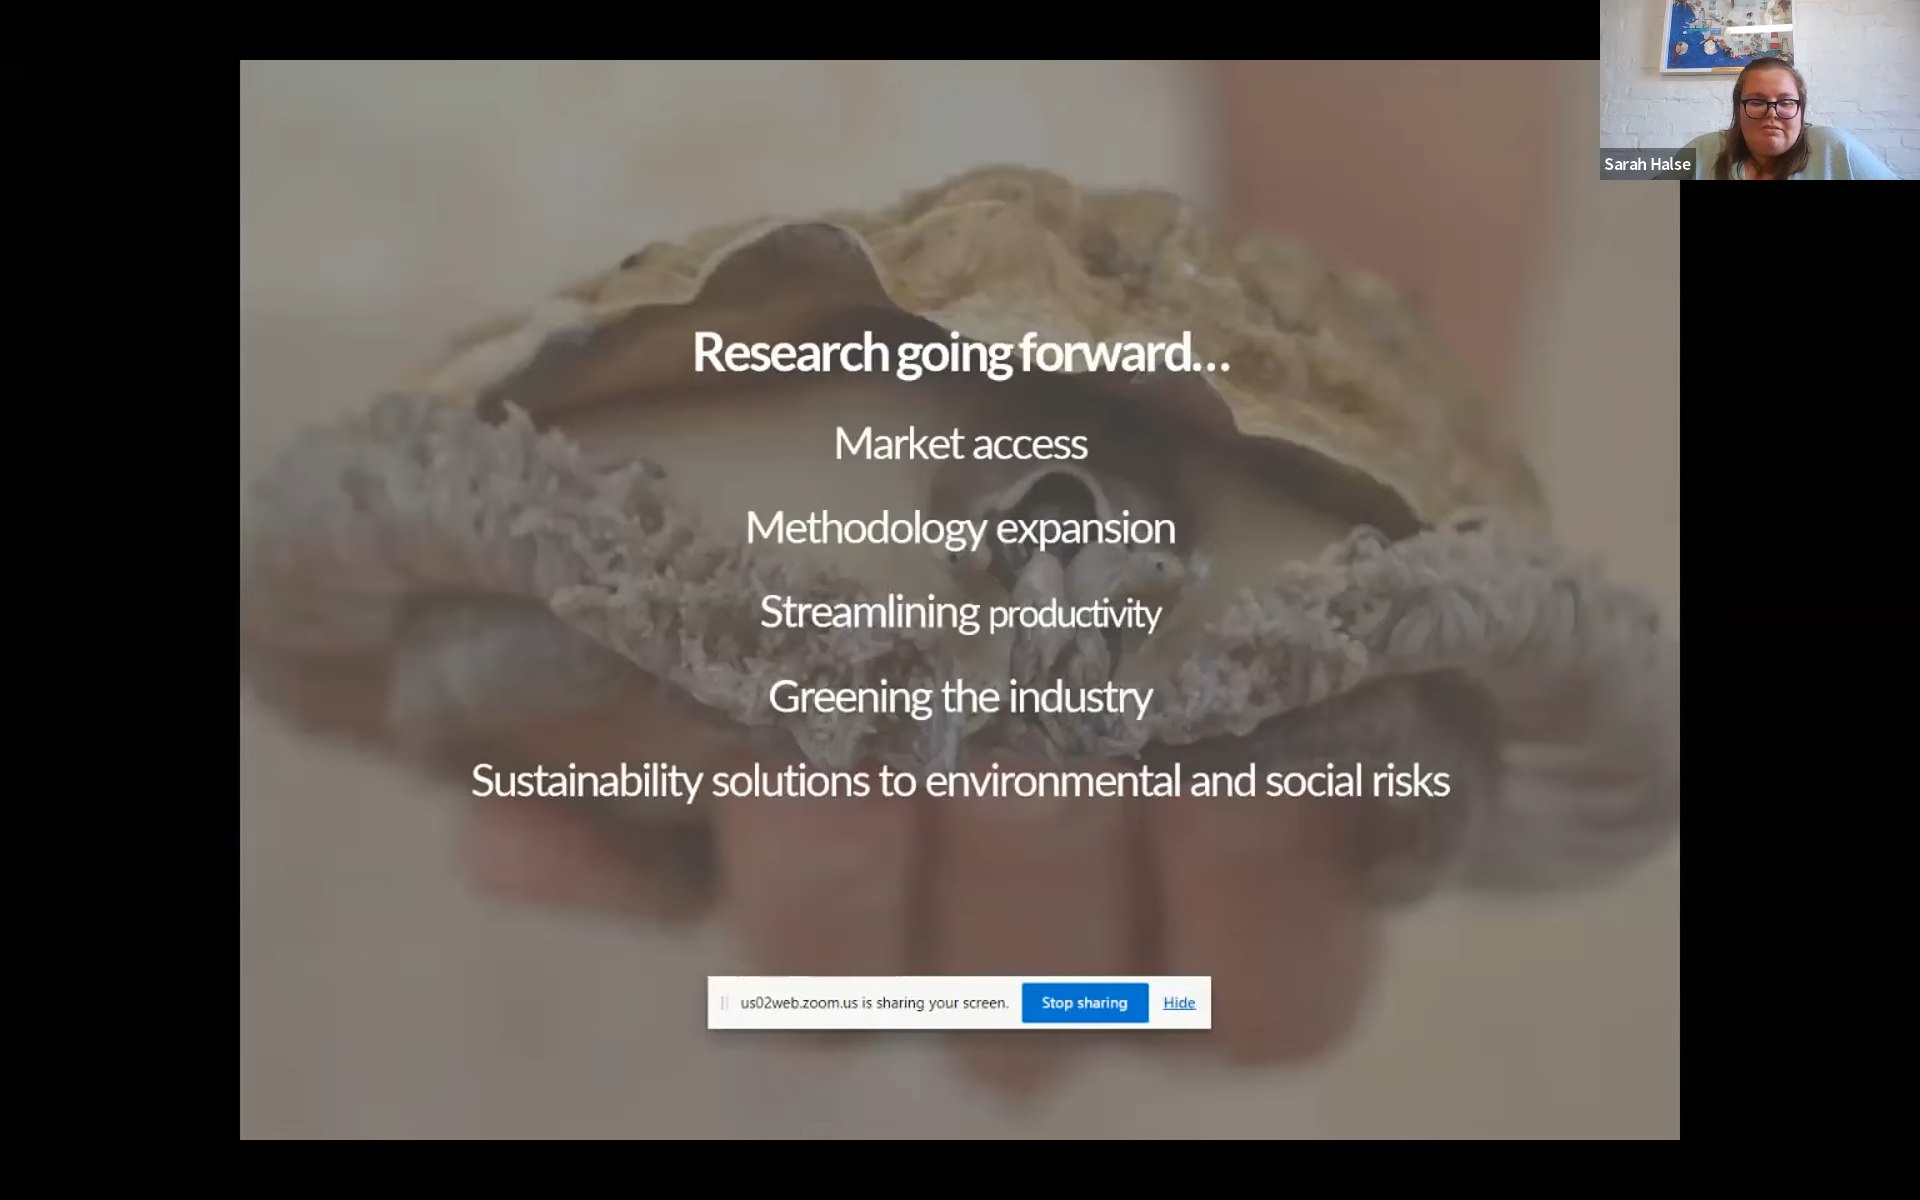 Sarah Halse
Research going forward...
Market access
Methodology expansion
Streamlining productivity
Greening the industry
Sustainability solutions to environmental and social risks
us02web.zoom.us is sharing your screen. Stop sharing Hide